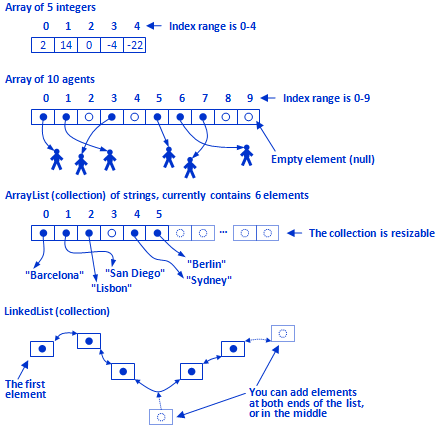 Array of 5 integers
0 1 2 3 4 Index range is 0-4
2 14 0 -4 -22
Array of 10 agents
0 1 2 3 4 5 6 7 8 9 Index range is 0-9
Empty element (null)
ArrayList (collection) of strings, currently contains 6 elements
0 1 2 3 4 5
... The collection is resizable
"Barcelona" "San Diego" "Berlin"
"Lisbon" "Sydney"
LinkedList (collection)
The first
element
You can add elements
at both ends of the list,
or in the middle